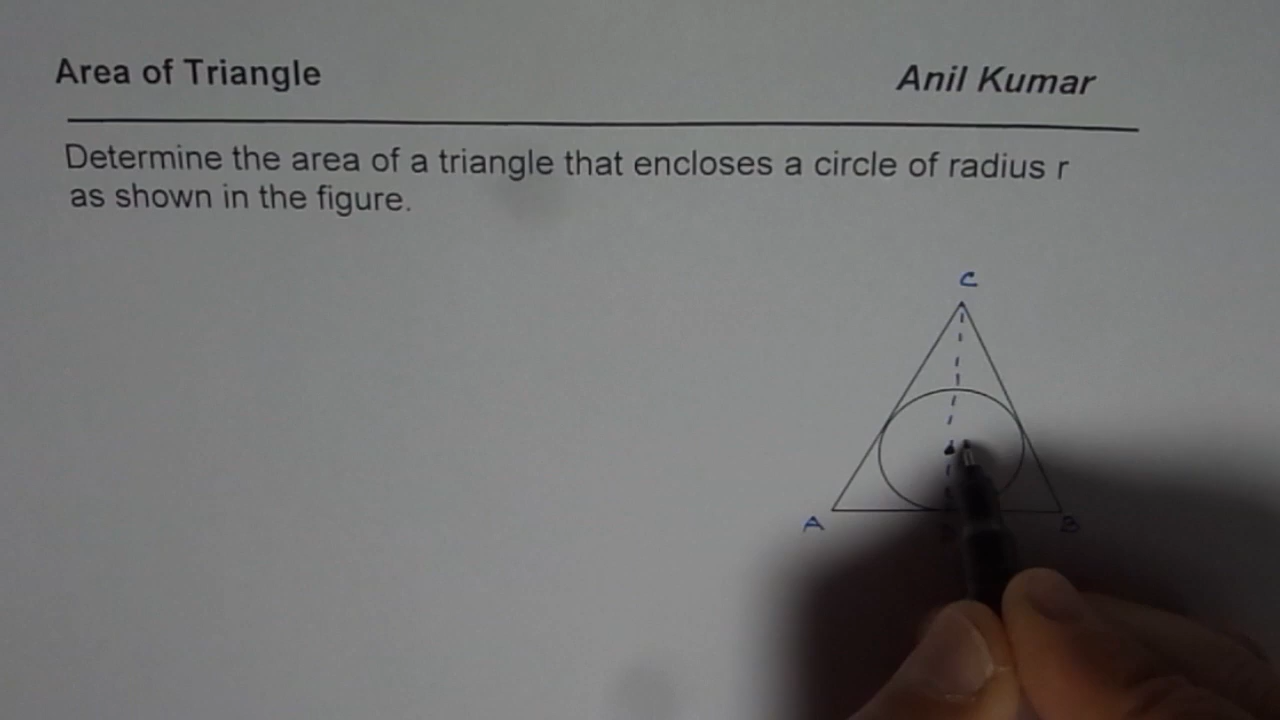 Area of Triangle
Anil Kumar
Determine the area of a triangle that encloses a circle of radius r
as shown in the figure.
C
A
B